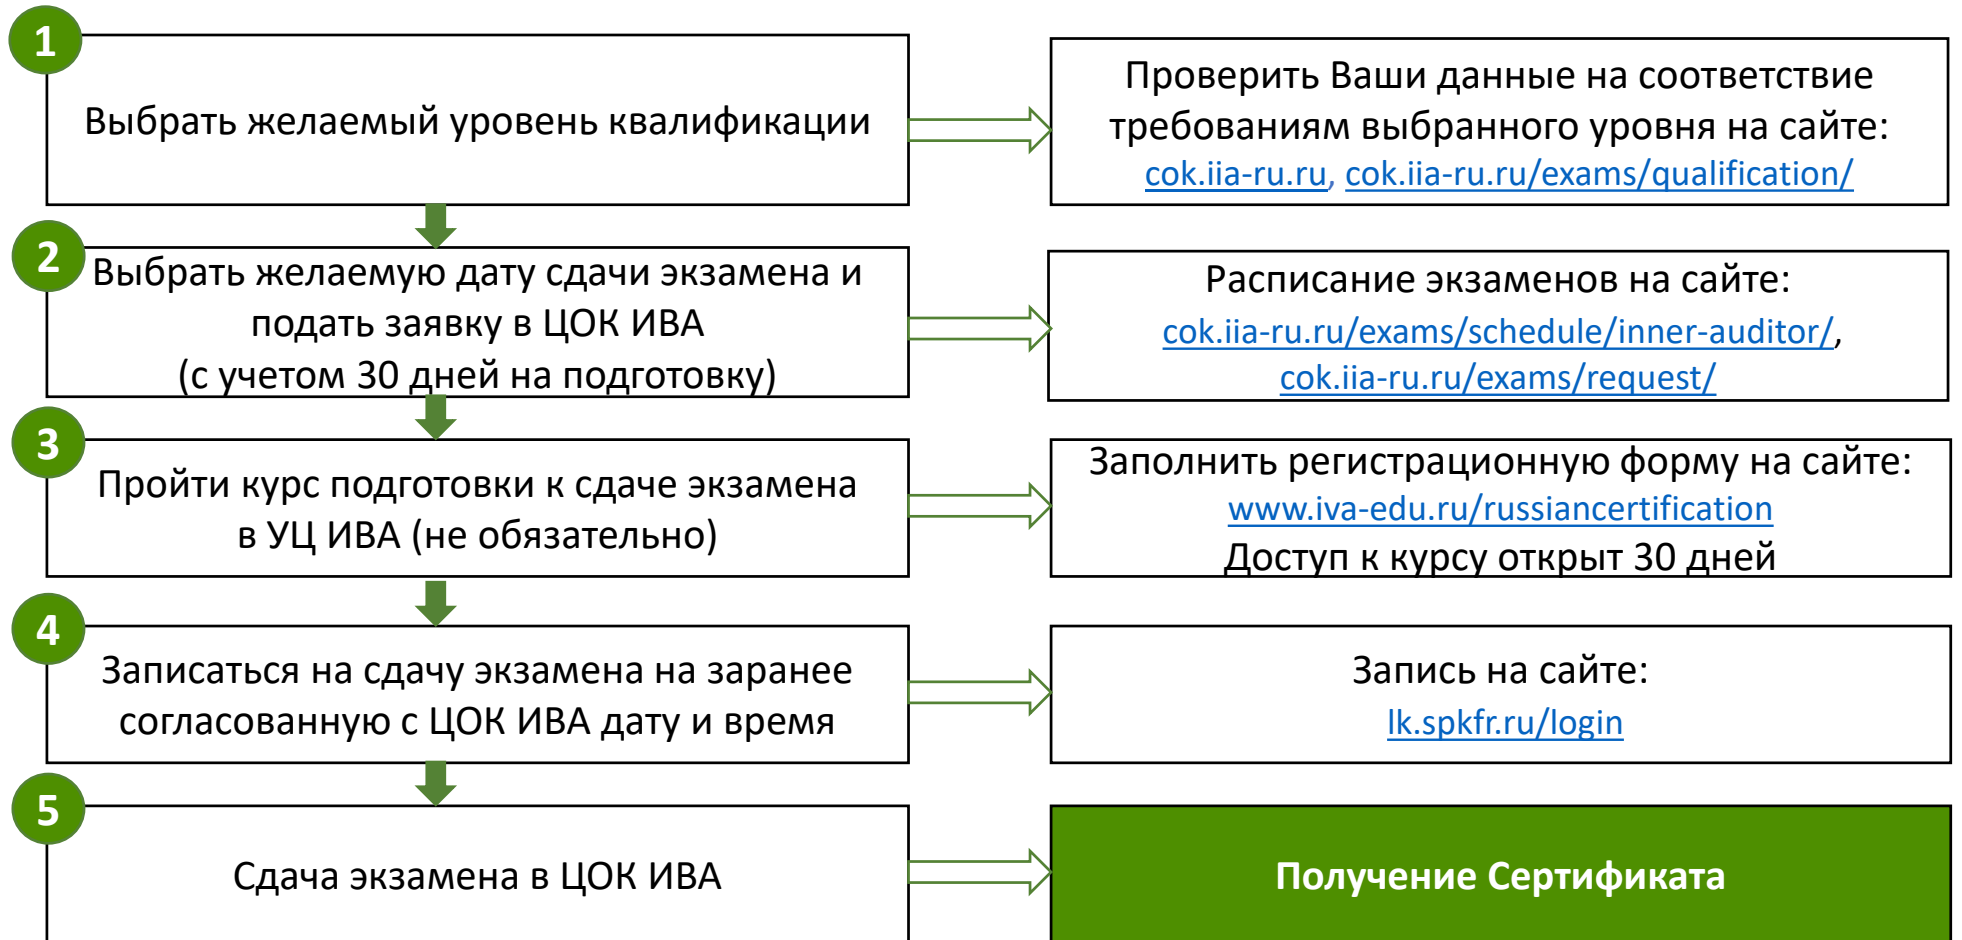 1
Выбрать желаемый уровень квалификации
Проверить Ваши данные на соответствие
требованиям выбранного уровня на сайте:
cok.iia-ru.ru, cok.iia-ru.ru/exams/qualification/
2
Выбрать желаемую дату сдачи экзамена и
подать заявку в ЦОК ИВА
(с учетом 30 дней на подготовку)
Расписание экзаменов на сайте:
cok.iia-ru.ru/exams/schedule/inner-auditor/,
cok.iia-ru.ru/exams/request/
3
Пройти курс подготовки к сдаче экзамена
в УЦ ИВА (не обязательно)
Заполнить регистрационную форму на сайте:
www.iva-edu.ru/russiancertification
Доступ к курсу открыт 30 дней
4
Записаться на сдачу экзамена на заранее
согласованную с ЦОК ИВА дату и время
Запись на сайте:
lk.spkfr.ru/login
5
Сдача экзамена в ЦОК ИВА
Получение Сертификата